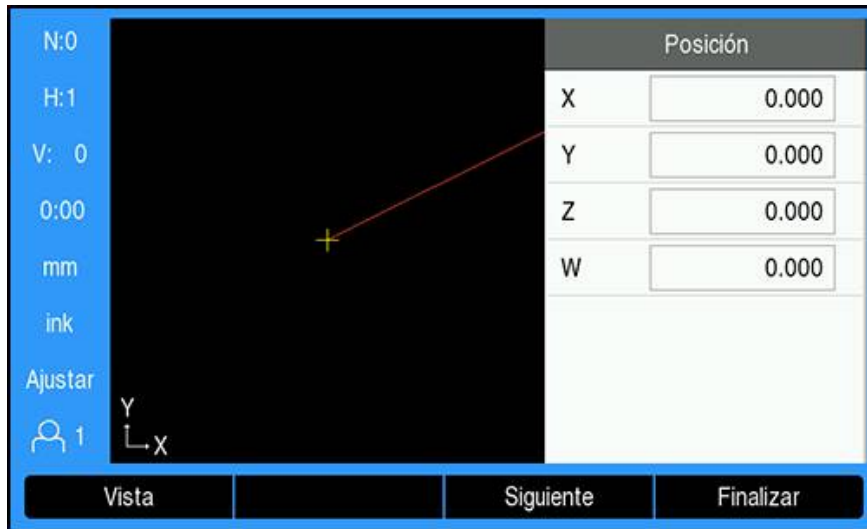 N:0
H:1
V: 0
0:00
mm
ink
Ajustar
1
Y
X
Posición
X 0.000
Y 0.000
Z 0.000
W 0.000
Vista
Siguiente
Finalizar